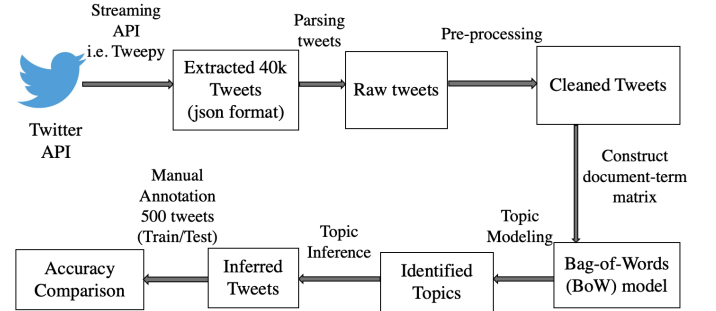 Streaming
API
i.e. Tweepy
Twitter
API
Extracted 40k
Tweets
(json format)
Parsing
tweets
Raw tweets
Pre-processing
Cleaned Tweets
Construct
document-term
matrix
Bag-of-Words
(BoW) model
Topic
Modeling
Identified
Topics
Topic
Inference
Inferred
Tweets
Manual
Annotation
500 tweets
(Train/Test)
Accuracy
Comparison